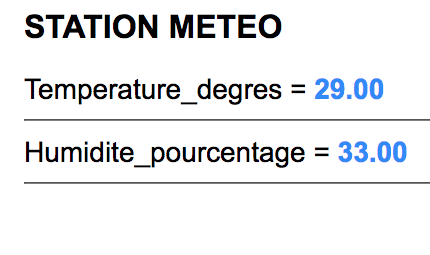 STATION METEO
Temperature_degres = 29.00
Humidite_pourcentage = 33.00